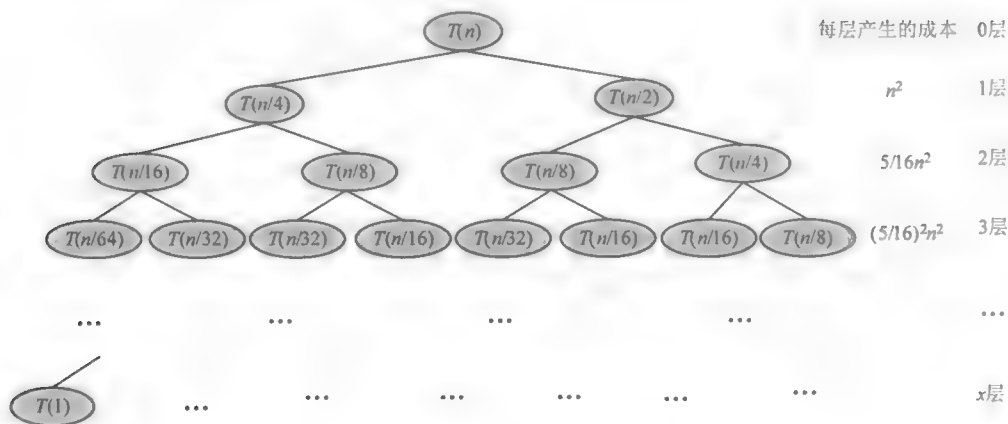 T(n) 每层产生的成本 0层
T(n/4) T(n/2) n² 1层
T(n/16) T(n/8) T(n/8) T(n/4) 5/16n² 2层
T(n/64) T(n/32) T(n/32) T(n/16) T(n/32) T(n/16) T(n/16) T(n/8) (5/16)²n² 3层
… … … … …
T(1) … … … … … … x层